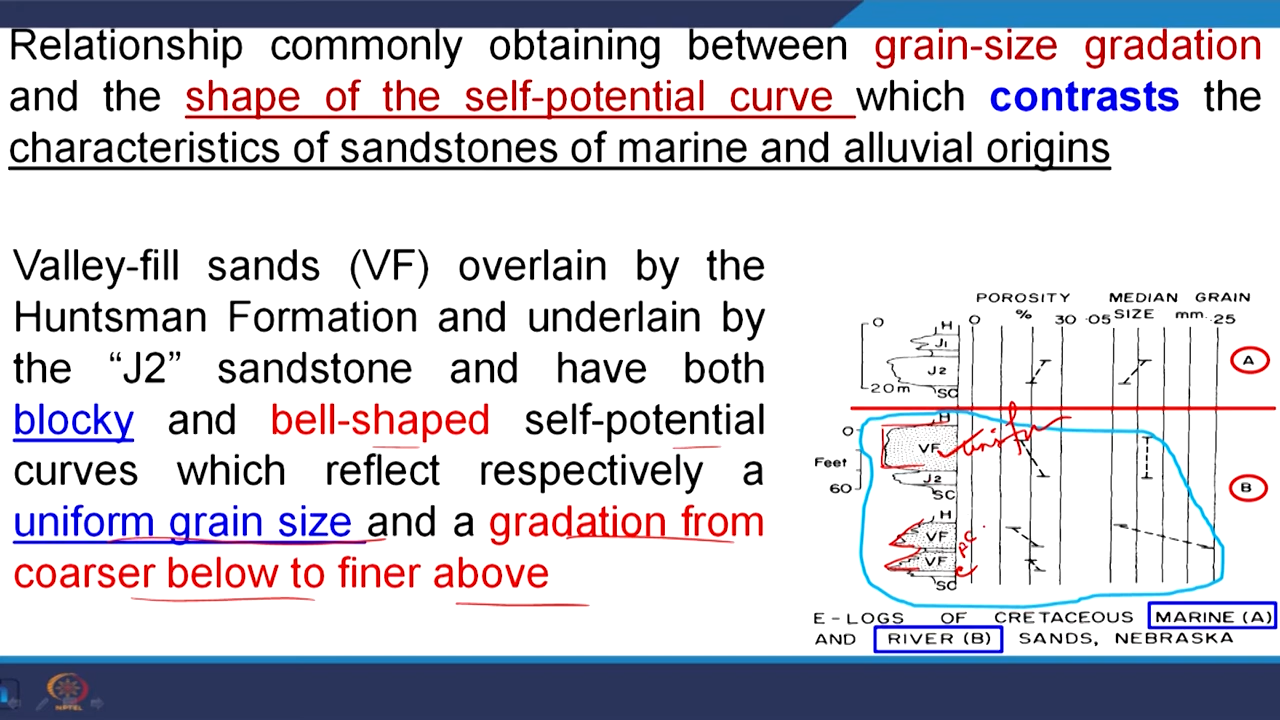 Relationship commonly obtaining between grain-size gradation
and the shape of the self-potential curve which contrasts the
characteristics of sandstones of marine and alluvial origins
Valley-fill sands (VF) overlain by the
Huntsman Formation and underlain by
the “J2” sandstone and have both
blocky and bell-shaped self-potential
curves which reflect respectively a
uniform grain size and a gradation from
coarser below to finer above
POROSITY MEDIAN GRAIN
0 H 0 % 30 .05 SIZE mm. .25
J1
J2
A
20m SC
H
0
VF
Feet
J2
60 SC
B
H
VF
VF
SC
E-LOGS OF CRETACEOUS MARINE (A)
AND RIVER (B) SANDS, NEBRASKA
NPTEL